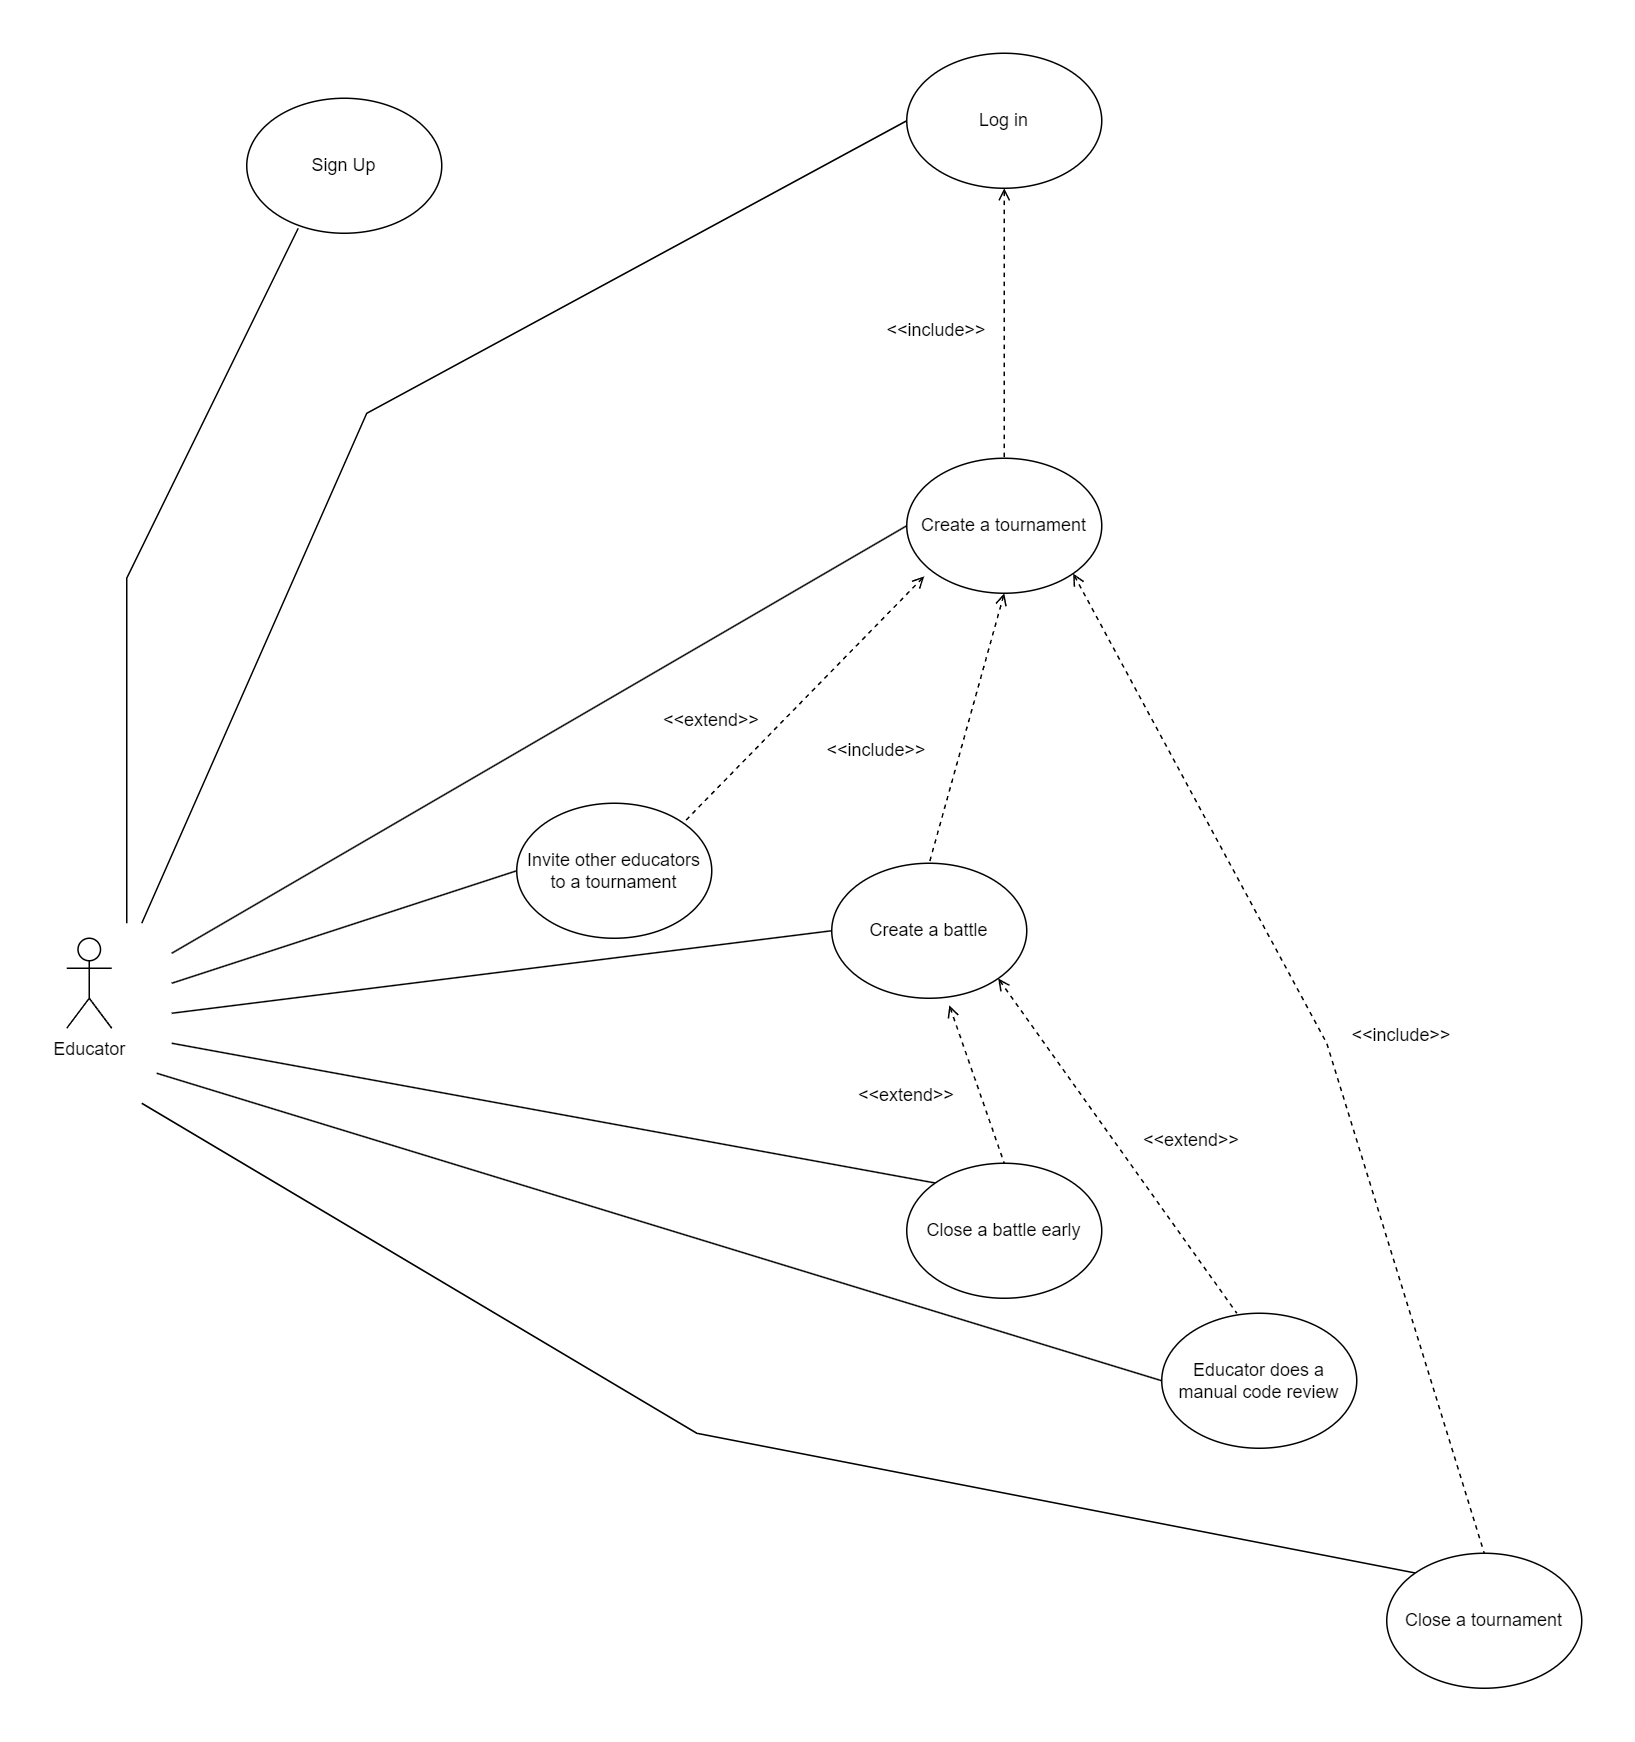 Log in
Sign Up
<<include>>
Create a tournament
<<extend>>
<<include>>
Invite other educators
to a tournament
Create a battle
Educator
<<include>>
<<extend>>
<<extend>>
Close a battle early
Educator does a
manual code review
Close a tournament